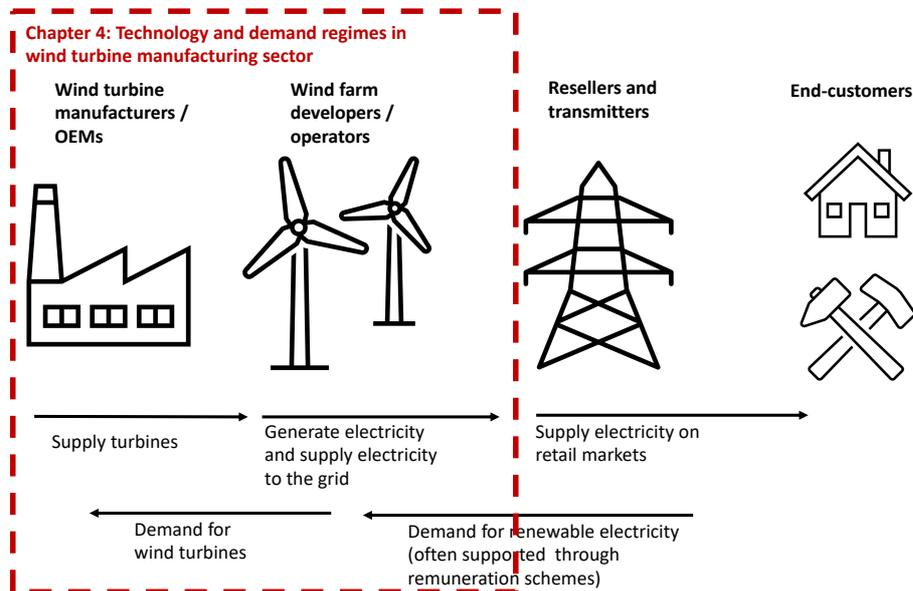 Chapter 4: Technology and demand regimes in
wind turbine manufacturing sector
Wind turbine
manufacturers /
OEMs
Wind farm
developers /
operators
Resellers and
transmitters
End-customers
Supply turbines
Generate electricity
and supply electricity
to the grid
Supply electricity on
retail markets
Demand for
wind turbines
Demand for renewable electricity
(often supported through
remuneration schemes)